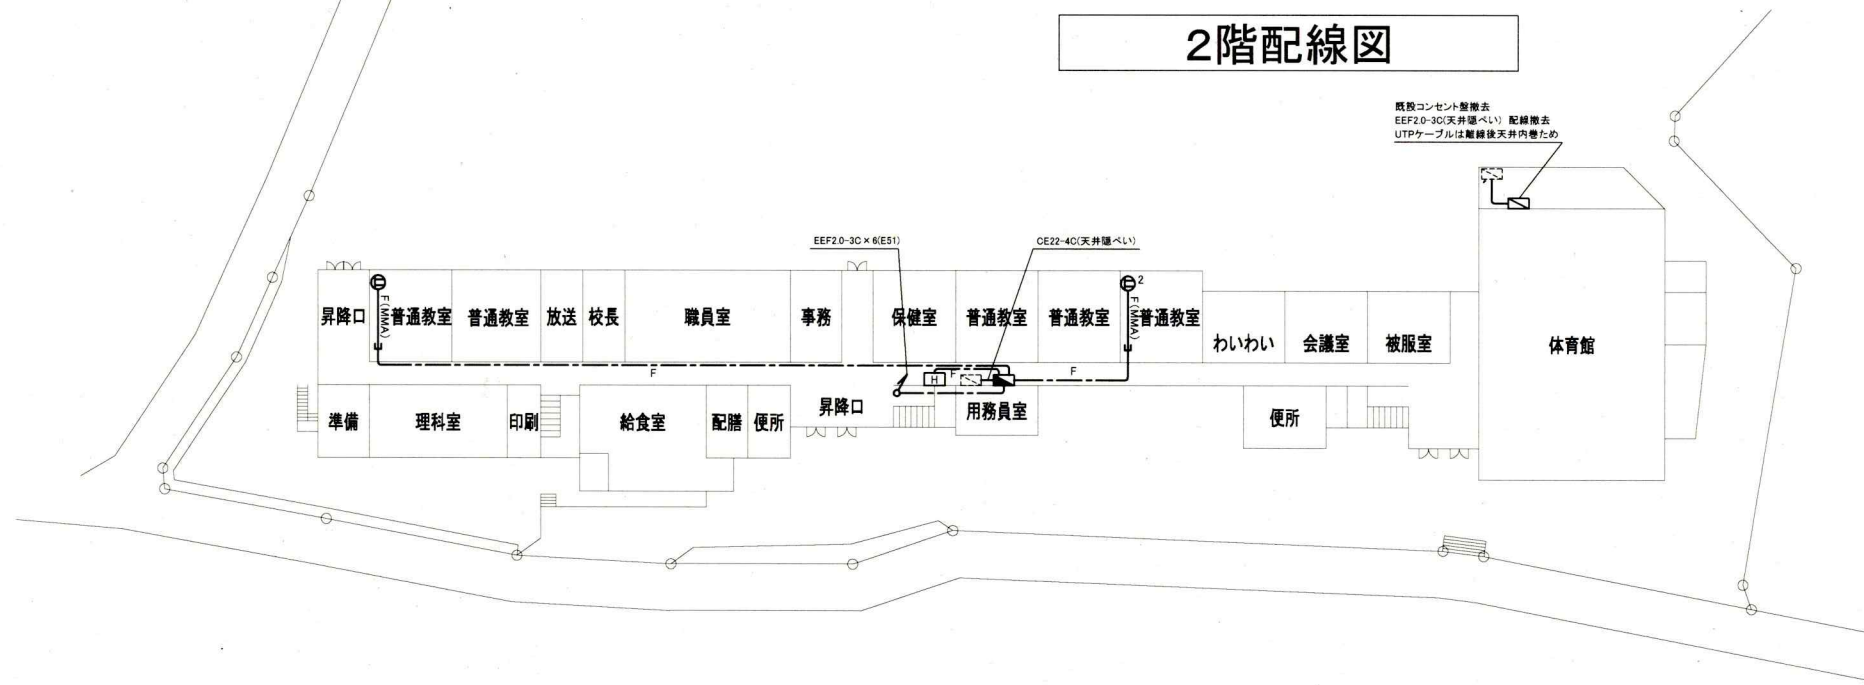 2階配線図
既設コンセント盤撤去
EEF2.0-3C(天井隠ぺい) 配線撤去
UTPケーブルは離線後天井内巻ため
EEF2.0-3C×6(E51)
CE22-4C(天井隠ぺい)
2
昇降口
F(MMA)
普通教室
普通教室
放送
校長
職員室
事務
保健室
普通教室
普通教室
F(MMA)
普通教室
わいわい
会議室
被服室
体育館
F
H
F
F
準備
理科室
印刷
給食室
配膳
便所
昇降口
用務員室
便所